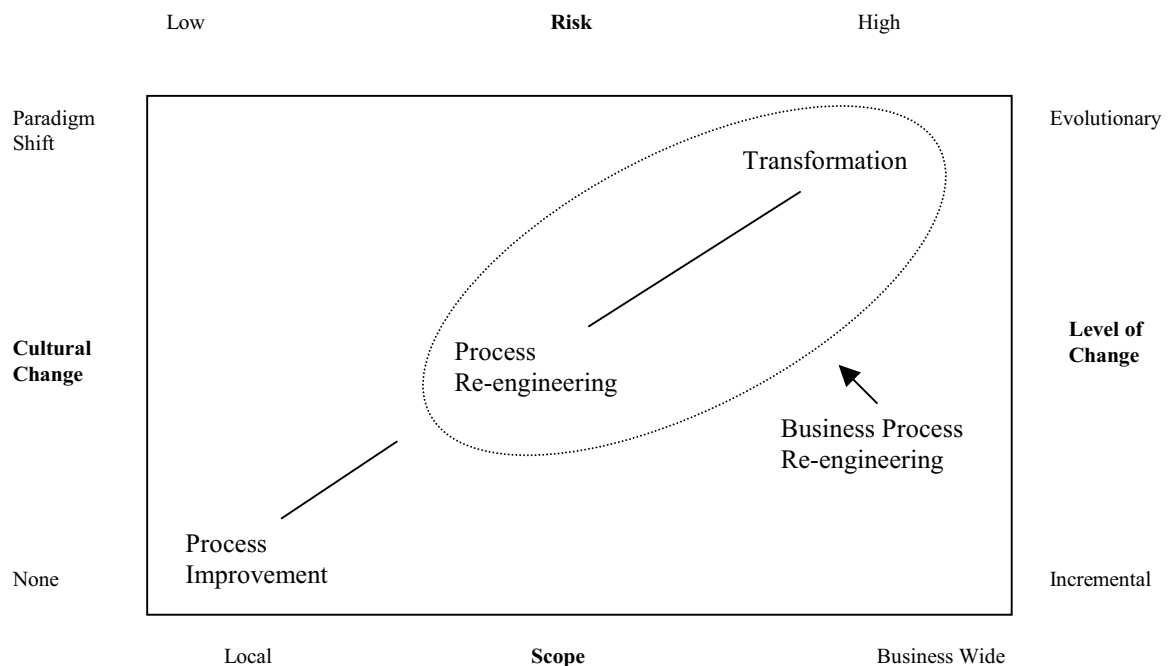 Low Risk High
Paradigm
Shift
Evolutionary
Transformation
Cultural
Change
Process
Re-engineering
Level of
Change
Business Process
Re-engineering
Process
Improvement
None
Incremental
Local Scope Business Wide